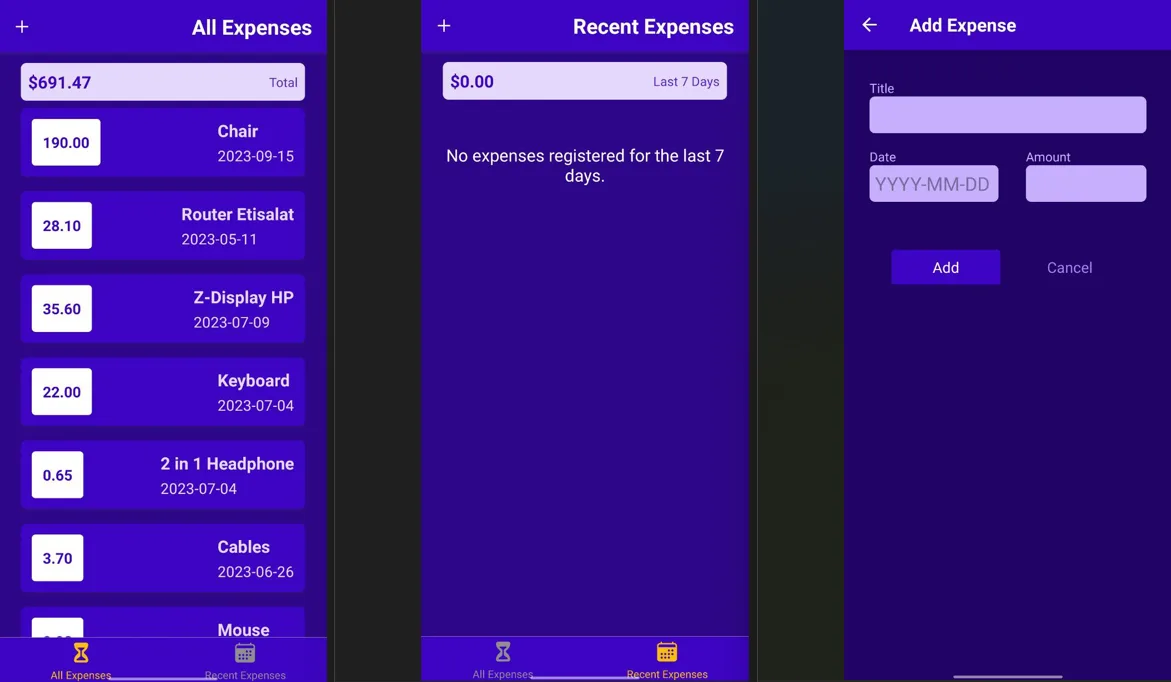 +
All Expenses
$691.47
Total
190.00
Chair
2023-09-15
28.10
Router Etisalat
2023-05-11
35.60
Z-Display HP
2023-07-09
22.00
Keyboard
2023-07-04
0.65
2 in 1 Headphone
2023-07-04
3.70
Cables
2023-06-26
Mouse
All Expenses
Recent Expenses
+
Recent Expenses
$0.00
Last 7 Days
No expenses registered for the last 7
days.
All Expenses
Recent Expenses
Add Expense
Title
Date
Amount
YYYY-MM-DD
Add
Cancel